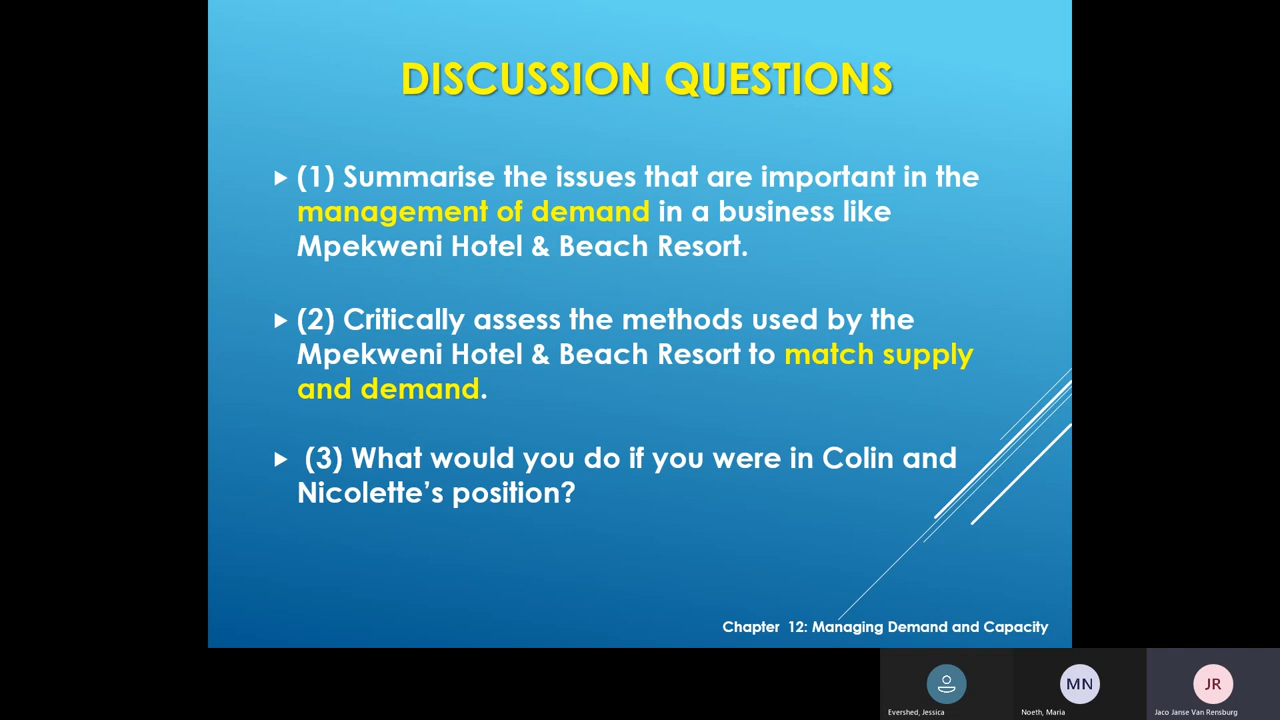 DISCUSSION QUESTIONS
(1) Summarise the issues that are important in the
management of demand in a business like
Mpekweni Hotel & Beach Resort.
(2) Critically assess the methods used by the
Mpekweni Hotel & Beach Resort to match supply
and demand.
(3) What would you do if you were in Colin and
Nicolette’s position?
Chapter 12: Managing Demand and Capacity
MN
JR
Evershed, Jessica
Noeth, Maria
Jaco Janse Van Rensburg